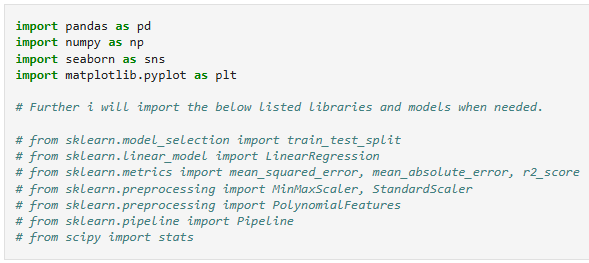 import pandas as pd
import numpy as np
import seaborn as sns
import matplotlib.pyplot as plt
# Further i will import the below listed libraries and models when needed.
# from sklearn.model_selection import train_test_split
# from sklearn.linear_model import LinearRegression
# from sklearn.metrics import mean_squared_error, mean_absolute_error, r2_score
# from sklearn.preprocessing import MinMaxScaler, StandardScaler
# from sklearn.preprocessing import PolynomialFeatures
# from sklearn.pipeline import Pipeline
# from scipy import stats